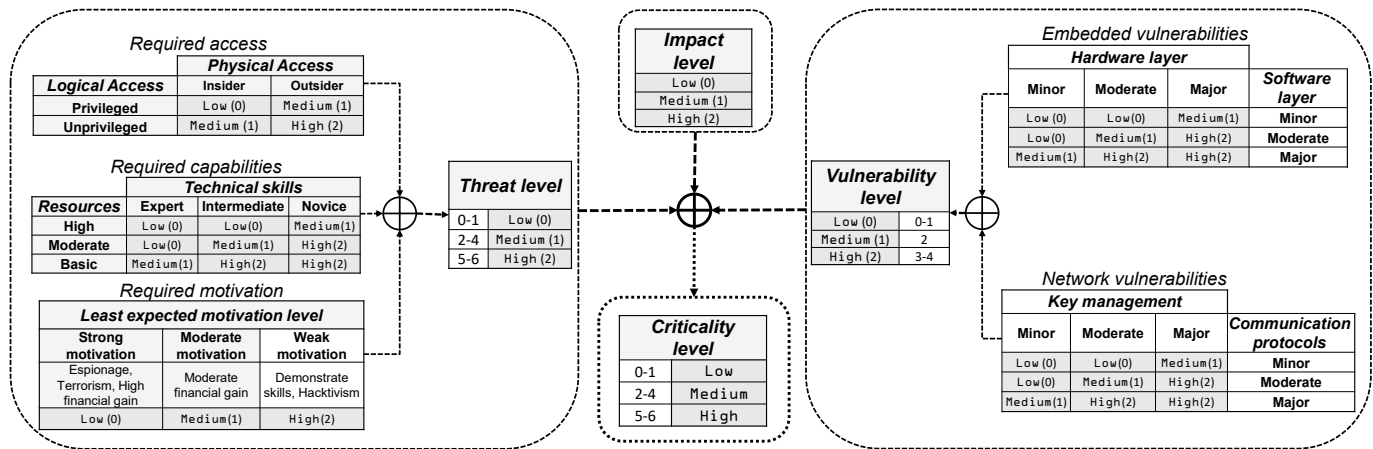 Required access
Physical Access
Logical Access Insider Outsider
Privileged Low (0) Medium (1)
Unprivileged Medium (1) High (2)
Required capabilities
Technical skills
Resources Expert Intermediate Novice
High Low(0) Low(0) Medium(1)
Moderate Low(0) Medium(1) High(2)
Basic Medium(1) High(2) High(2)
Required motivation
Least expected motivation level
Strong Moderate Weak
motivation motivation motivation
Espionage,
Terrorism, High
financial gain
Moderate
financial gain
Demonstrate
skills, Hacktivism
Low(0) Medium(1) High(2)
Threat level
0-1 Low (0)
2-4 Medium (1)
5-6 High (2)
Impact
level
Low (0)
Medium (1)
High (2)
Criticality
level
0-1 Low
2-4 Medium
5-6 High
Vulnerability
level
Low (0) 0-1
Medium (1) 2
High (2) 3-4
Embedded vulnerabilities
Hardware layer
Minor Moderate Major Software
layer
Low(0) Low(0) Medium(1) Minor
Low(0) Medium(1) High(2) Moderate
Medium(1) High(2) High(2) Major
Network vulnerabilities
Key management
Minor Moderate Major Communication
protocols
Low(0) Low(0) Medium(1) Minor
Low(0) Medium(1) High(2) Moderate
Medium(1) High(2) High(2) Major